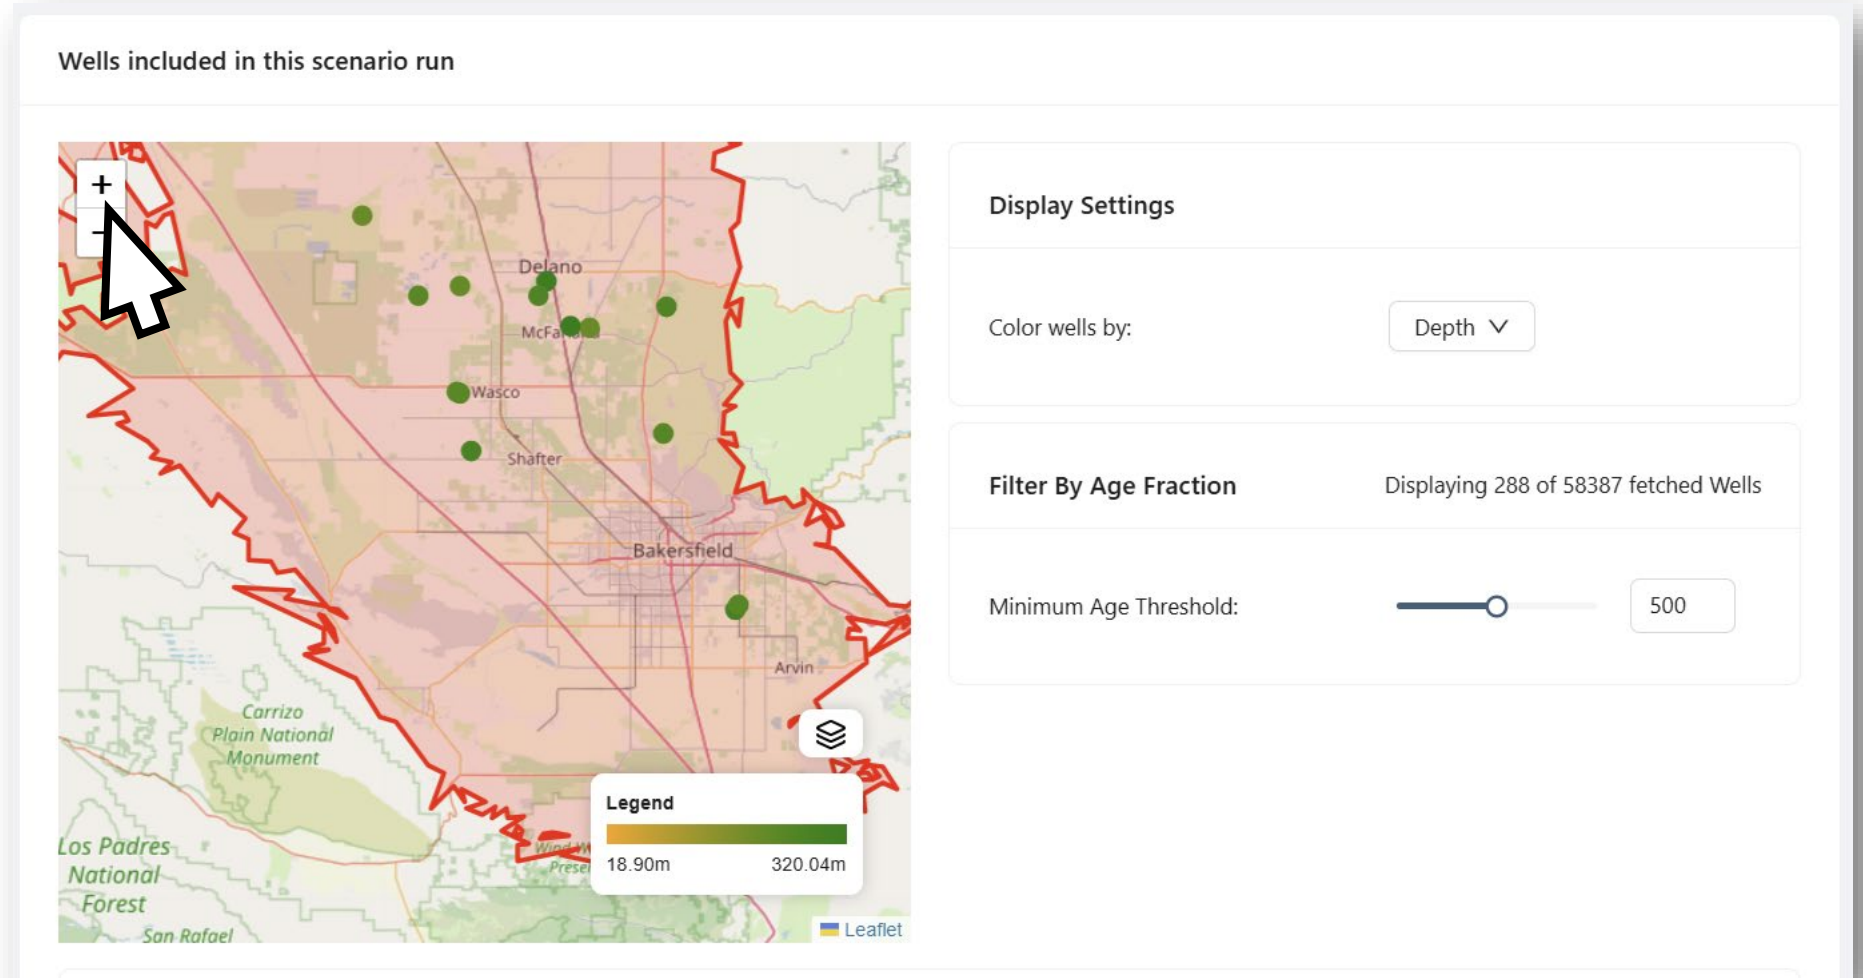 Wells included in this scenario run
+
−
Delano
McFa
Wasco
Shafter
Bakersfield
Arvin
Carrizo
Plain National
Monument
Los Padres
National
Forest
San Rafael
Legend
18.90m 320.04m
Leaflet
Display Settings
Color wells by: Depth
Filter By Age Fraction Displaying 288 of 58387 fetched Wells
Minimum Age Threshold: 500